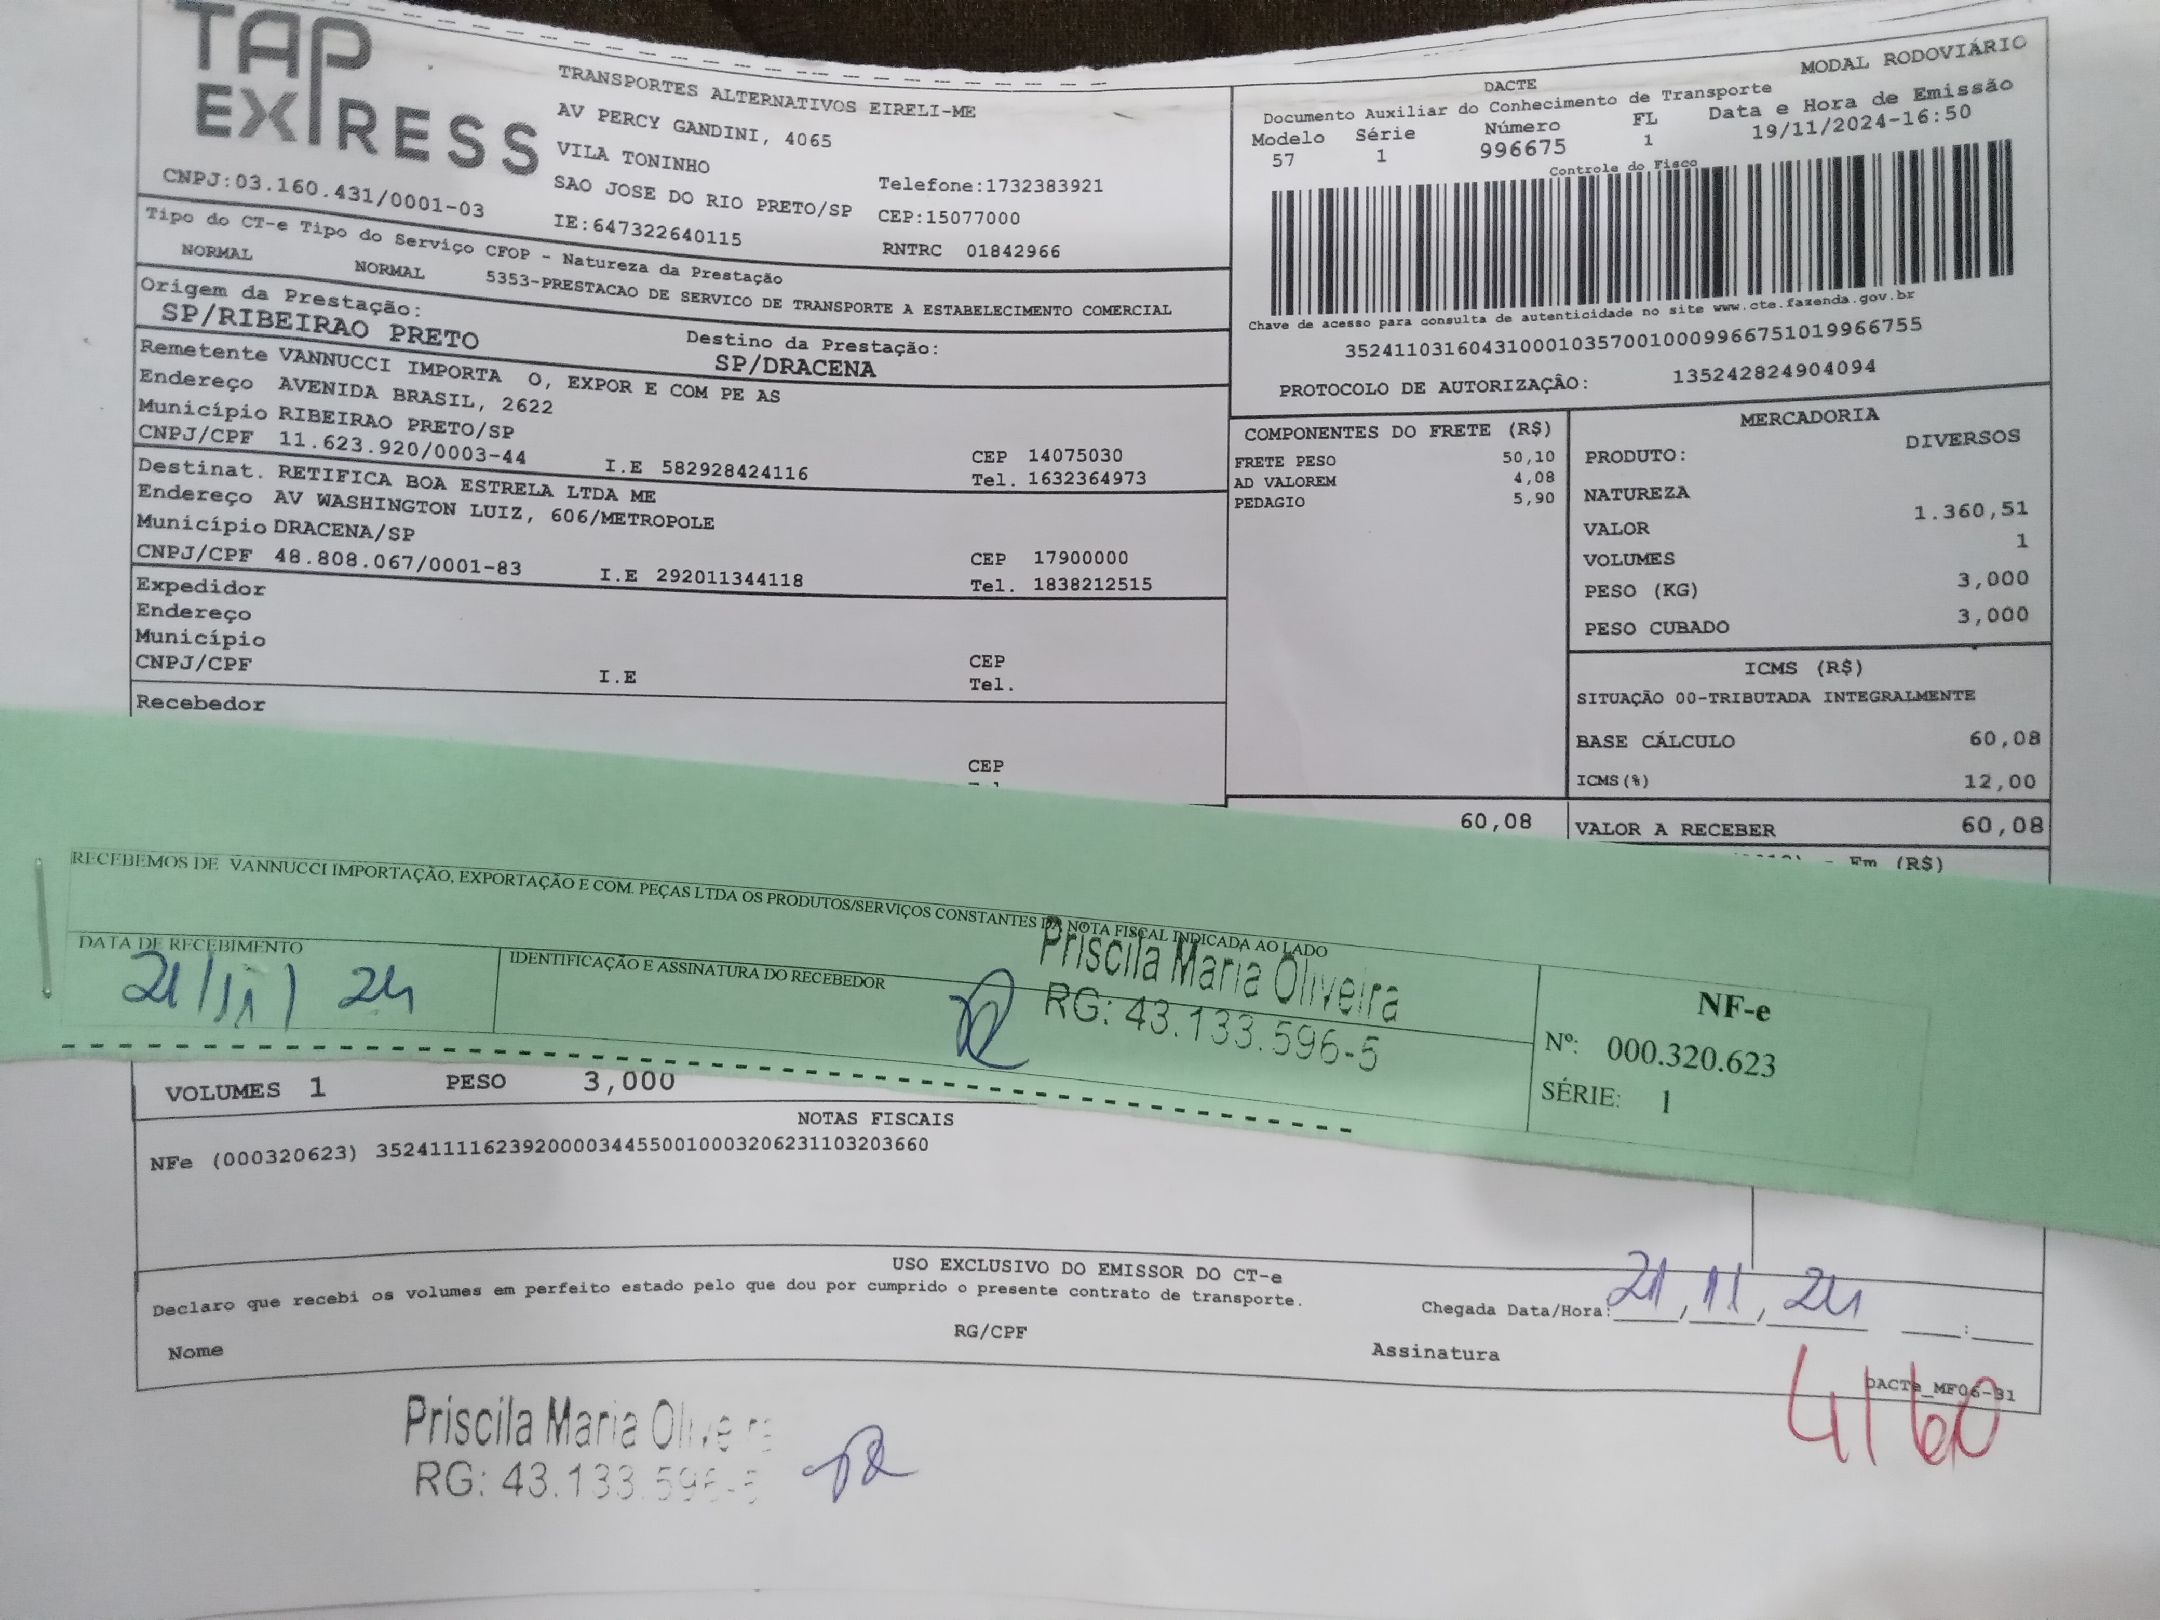 TAP
EXPRESS
TRANSPORTES ALTERNATIVOS EIRELI-ME
AV PERCY GANDINI, 4065
VILA TONINHO
SAO JOSE DO RIO PRETO/SP
Telefone:1732383921
CEP:15077000
CNPJ:03.160.431/0001-03
IE:647322640115
RNTRC 01842966
Tipo do CT-e Tipo do Serviço CFOP - Natureza da Prestação
NORMAL NORMAL 5353-PRESTACAO DE SERVICO DE TRANSPORTE A ESTABELECIMENTO COMERCIAL
Origem da Prestação:
SP/RIBEIRAO PRETO
Destino da Prestação:
SP/DRACENA
Remetente VANNUCCI IMPORTA O, EXPOR E COM PE AS
Endereço AVENIDA BRASIL, 2622
Município RIBEIRAO PRETO/SP CEP 14075030
CNPJ/CPF 11.623.920/0003-44 I.E 582928424116 Tel. 1632364973
Destinat. RETIFICA BOA ESTRELA LTDA ME
Endereço AV WASHINGTON LUIZ, 606/METROPOLE
Município DRACENA/SP CEP 17900000
CNPJ/CPF 48.808.067/0001-83 I.E 292011344118 Tel. 1838212515
Expedidor
Endereço
Município CEP
CNPJ/CPF I.E Tel.
Recebedor
CEP
MODAL RODOVIÁRIO
DACTE
Documento Auxiliar do Conhecimento de Transporte
Modelo Série Número FL Data e Hora de Emissão
57 1 996675 1 19/11/2024-16:50
Controle do Fisco
Chave de acesso para consulta de autenticidade no site www.cte.fazenda.gov.br
35241103160431000103570010009966751019966755
PROTOCOLO DE AUTORIZAÇÃO: 135242824904094
COMPONENTES DO FRETE (R$)
FRETE PESO 50,10
AD VALOREM 4,08
PEDAGIO 5,90
60,08
MERCADORIA
PRODUTO: DIVERSOS
NATUREZA
VALOR 1.360,51
VOLUMES 1
PESO (KG) 3,000
PESO CUBADO 3,000
ICMS (R$)
SITUAÇÃO 00-TRIBUTADA INTEGRALMENTE
BASE CÁLCULO 60,08
ICMS(%) 12,00
VALOR A RECEBER 60,08
- Em (R$)
RECEBEMOS DE VANNUCCI IMPORTAÇÃO, EXPORTAÇÃO E COM. PEÇAS LTDA OS PRODUTOS/SERVIÇOS CONSTANTES DA NOTA FISCAL INDICADA AO LADO
DATA DE RECEBIMENTO
21/11/24
IDENTIFICAÇÃO E ASSINATURA DO RECEBEDOR
Priscila Maria Oliveira
RG: 43.133.596-5
NF-e
Nº: 000.320.623
SÉRIE: 1
VOLUMES 1 PESO 3,000
NOTAS FISCAIS
NFe (000320623) 35241111623920000344550010003206231103203660
USO EXCLUSIVO DO EMISSOR DO CT-e
Declaro que recebi os volumes em perfeito estado pelo que dou por cumprido o presente contrato de transporte.
Chegada Data/Hora: 21,11,24 :
Nome RG/CPF Assinatura
DACTe_MF06-31
Priscila Maria Oliveira
RG: 43.133.596-5